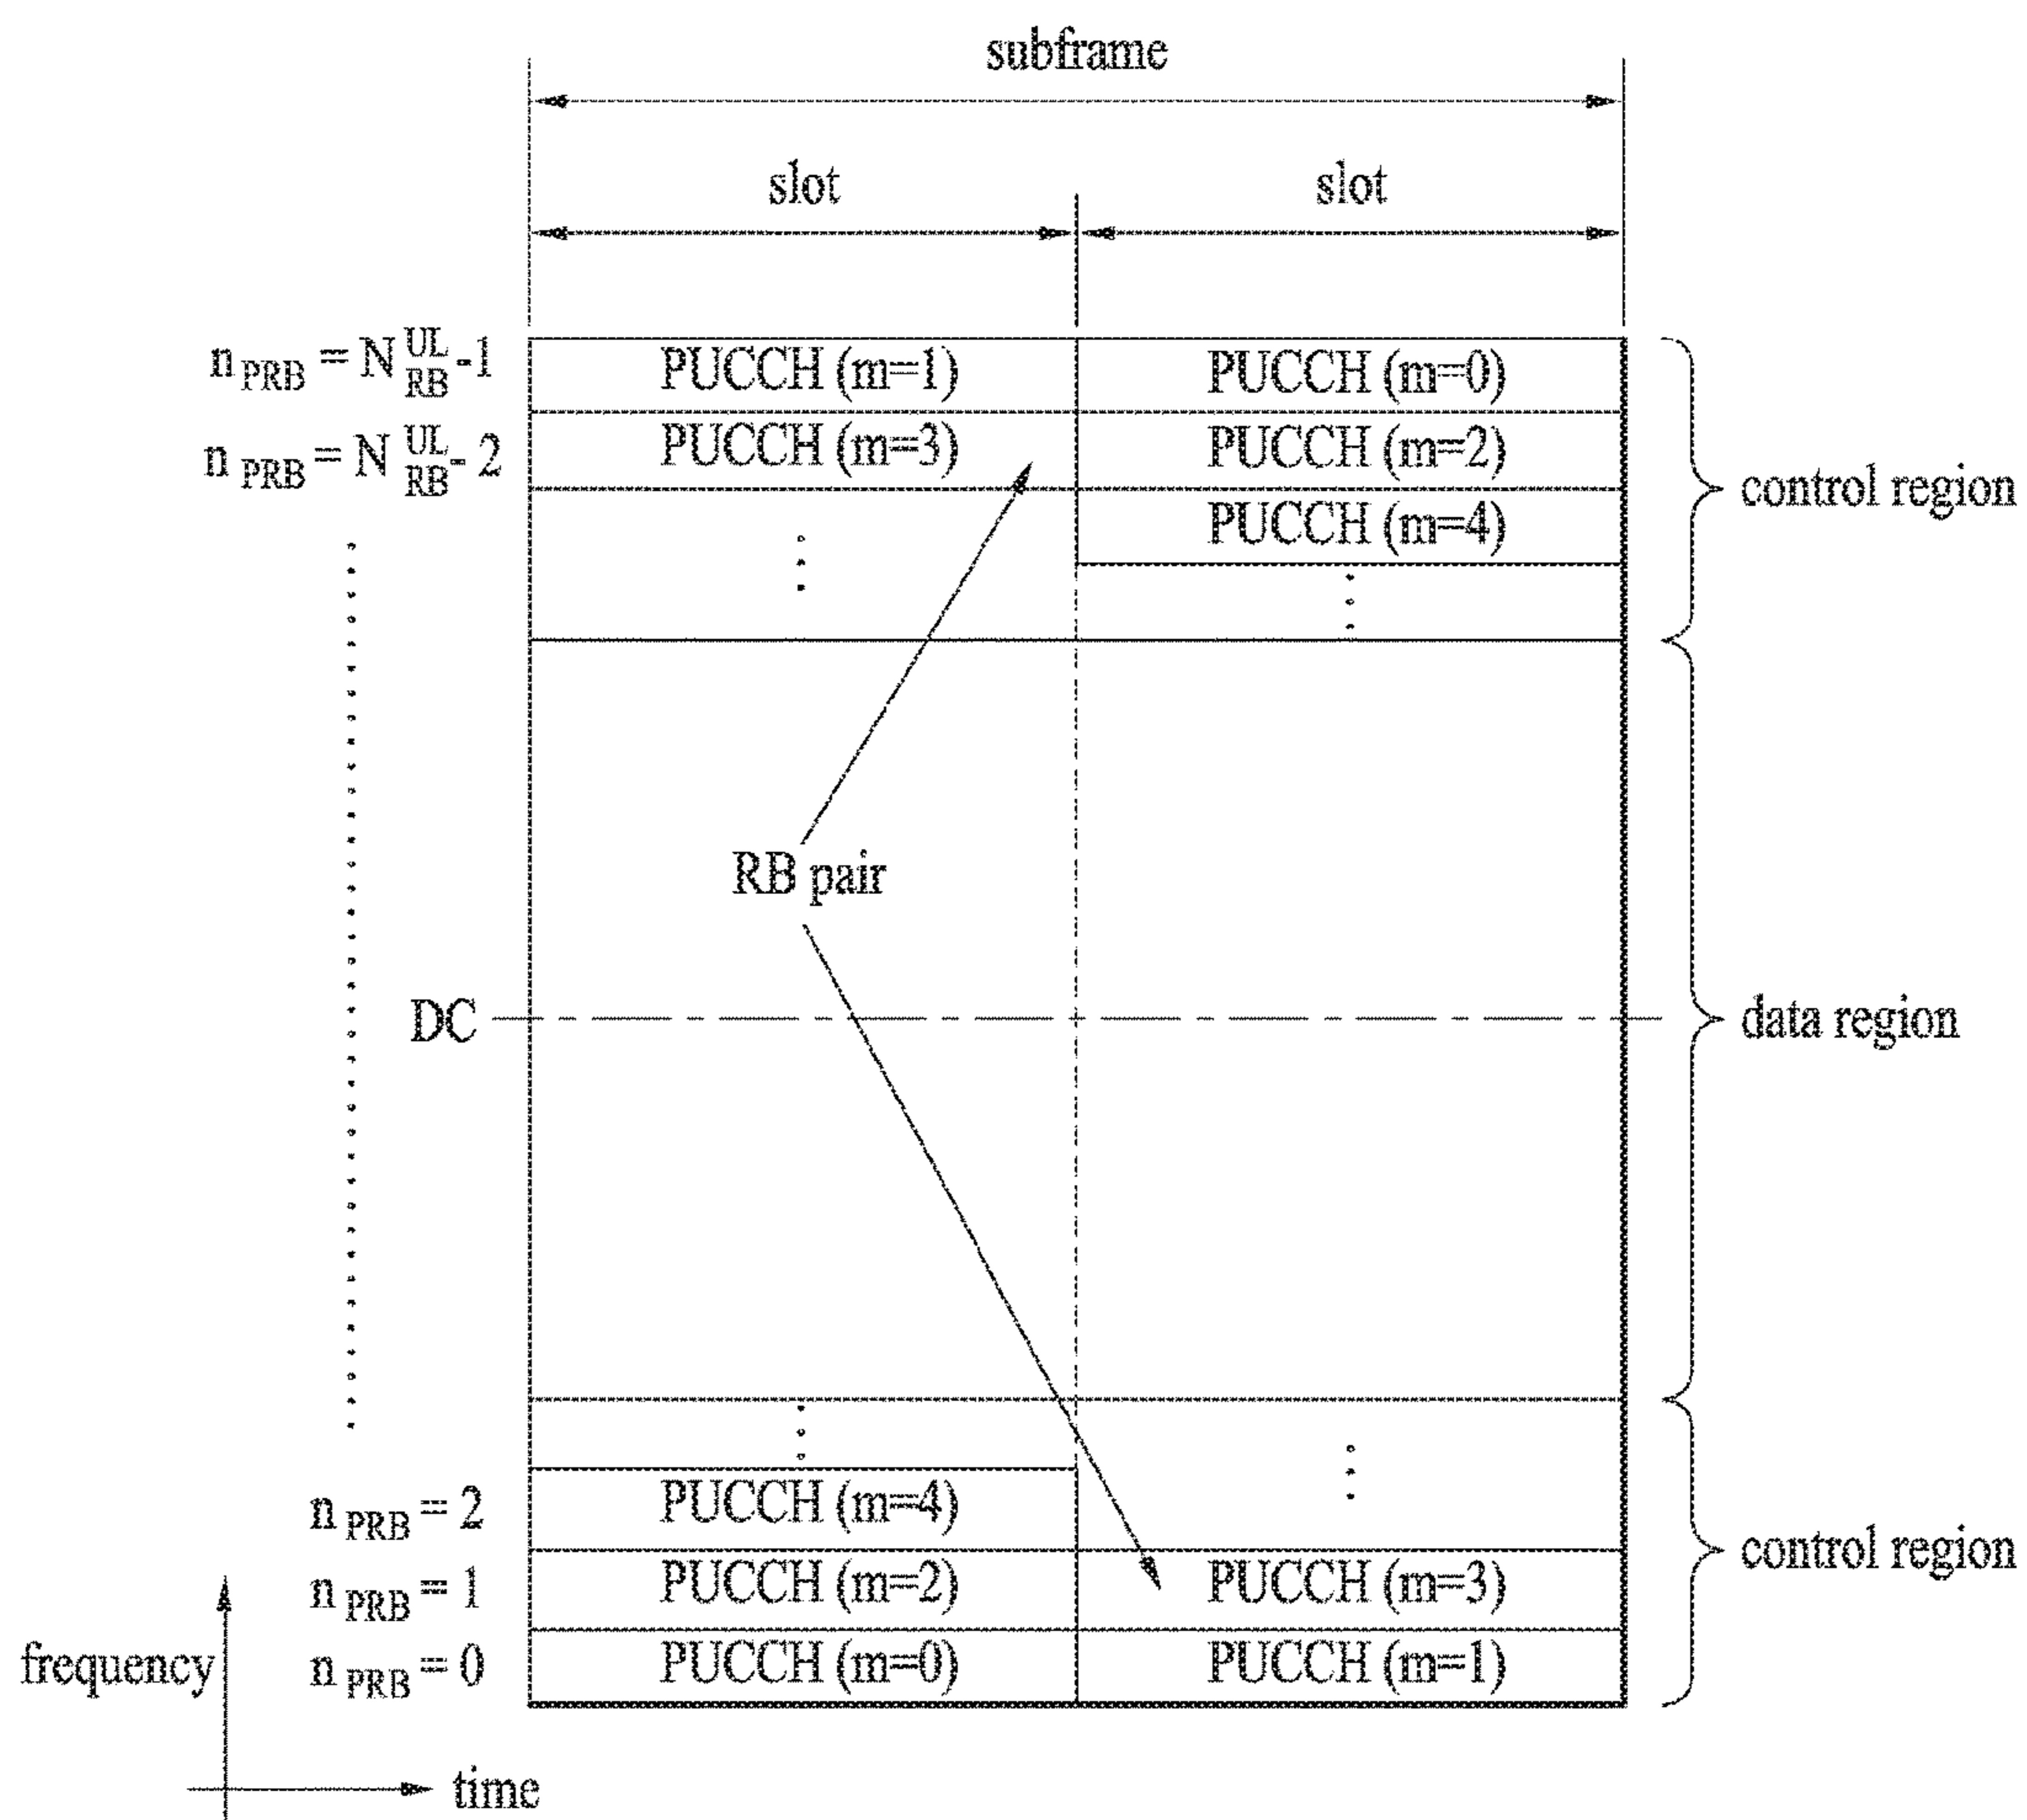 subframe
slot slot
n PRB = N UL RB -1 PUCCH (m=1) PUCCH (m=0)
n PRB = N UL RB - 2 PUCCH (m=3) PUCCH (m=2)
PUCCH (m=4)
control region
RB pair
DC
data region
n PRB = 2 PUCCH (m=4)
n PRB = 1 PUCCH (m=2) PUCCH (m=3)
control region
n PRB = 0 PUCCH (m=0) PUCCH (m=1)
frequency
time